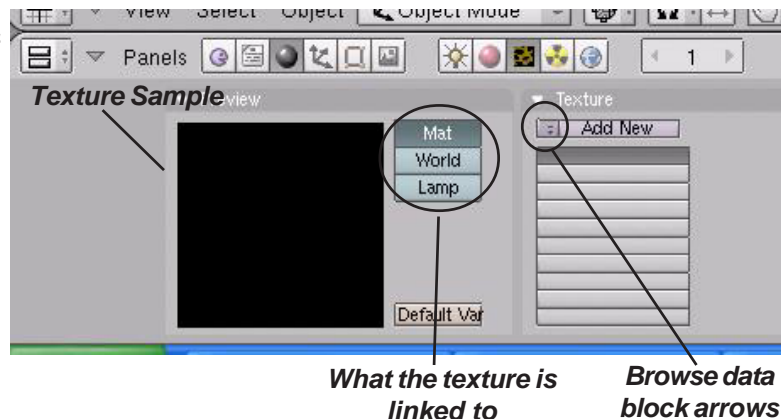 View Select Object Object Mode
Panels 1
Texture Sample
Preview
Texture
Mat
Add New
World
Lamp
Default Var
What the texture is
linked to
Browse data
block arrows